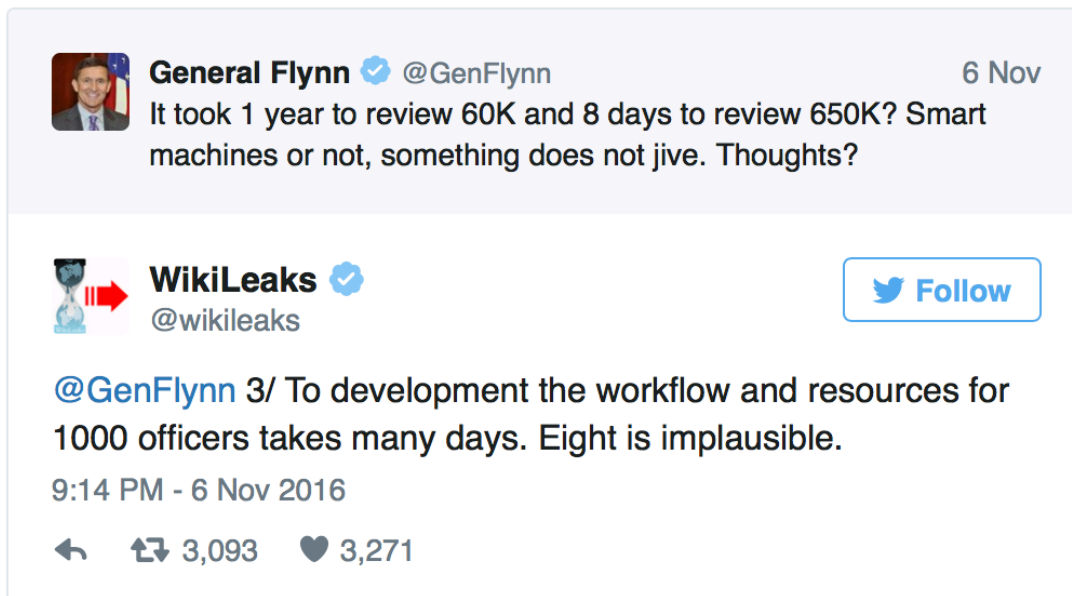 General Flynn @GenFlynn 6 Nov
It took 1 year to review 60K and 8 days to review 650K? Smart
machines or not, something does not jive. Thoughts?
WikiLeaks
@wikileaks
Follow
@GenFlynn 3/ To development the workflow and resources for
1000 officers takes many days. Eight is implausible.
9:14 PM - 6 Nov 2016
3,093 3,271